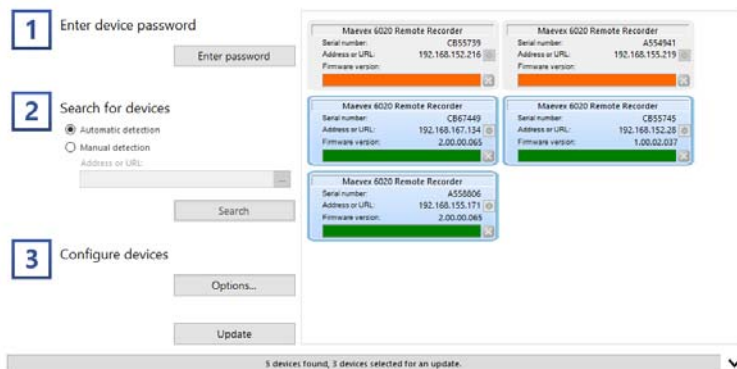 1
Enter device password
Enter password
2
Search for devices
Automatic detection
Manual detection
Address or URL:
...
Search
3
Configure devices
Options...
Update
Maevex 6020 Remote Recorder
Serial number: CB55739
Address or URL: 192.168.152.216
Firmware version:
Maevex 6020 Remote Recorder
Serial number: A554941
Address or URL: 192.168.155.219
Firmware version:
Maevex 6020 Remote Recorder
Serial number: CB67449
Address or URL: 192.168.167.134
Firmware version: 2.00.00.065
Maevex 6020 Remote Recorder
Serial number: CB55745
Address or URL: 192.168.152.28
Firmware version: 1.00.02.037
Maevex 6020 Remote Recorder
Serial number: A558806
Address or URL: 192.168.155.171
Firmware version: 2.00.00.065
5 devices found, 3 devices selected for an update.